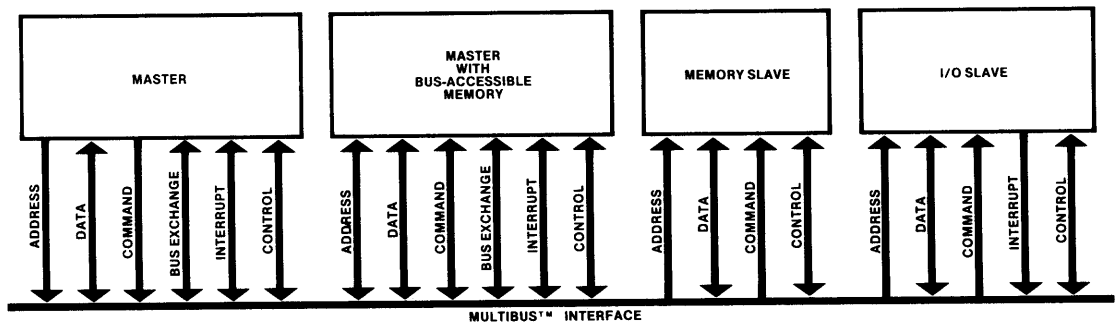 MASTER
MASTER
WITH
BUS-ACCESSIBLE
MEMORY
MEMORY SLAVE
I/O SLAVE
ADDRESS
DATA
COMMAND
BUS EXCHANGE
INTERRUPT
CONTROL
ADDRESS
DATA
COMMAND
BUS EXCHANGE
INTERRUPT
CONTROL
ADDRESS
DATA
COMMAND
CONTROL
ADDRESS
DATA
COMMAND
INTERRUPT
CONTROL
MULTIBUS™ INTERFACE